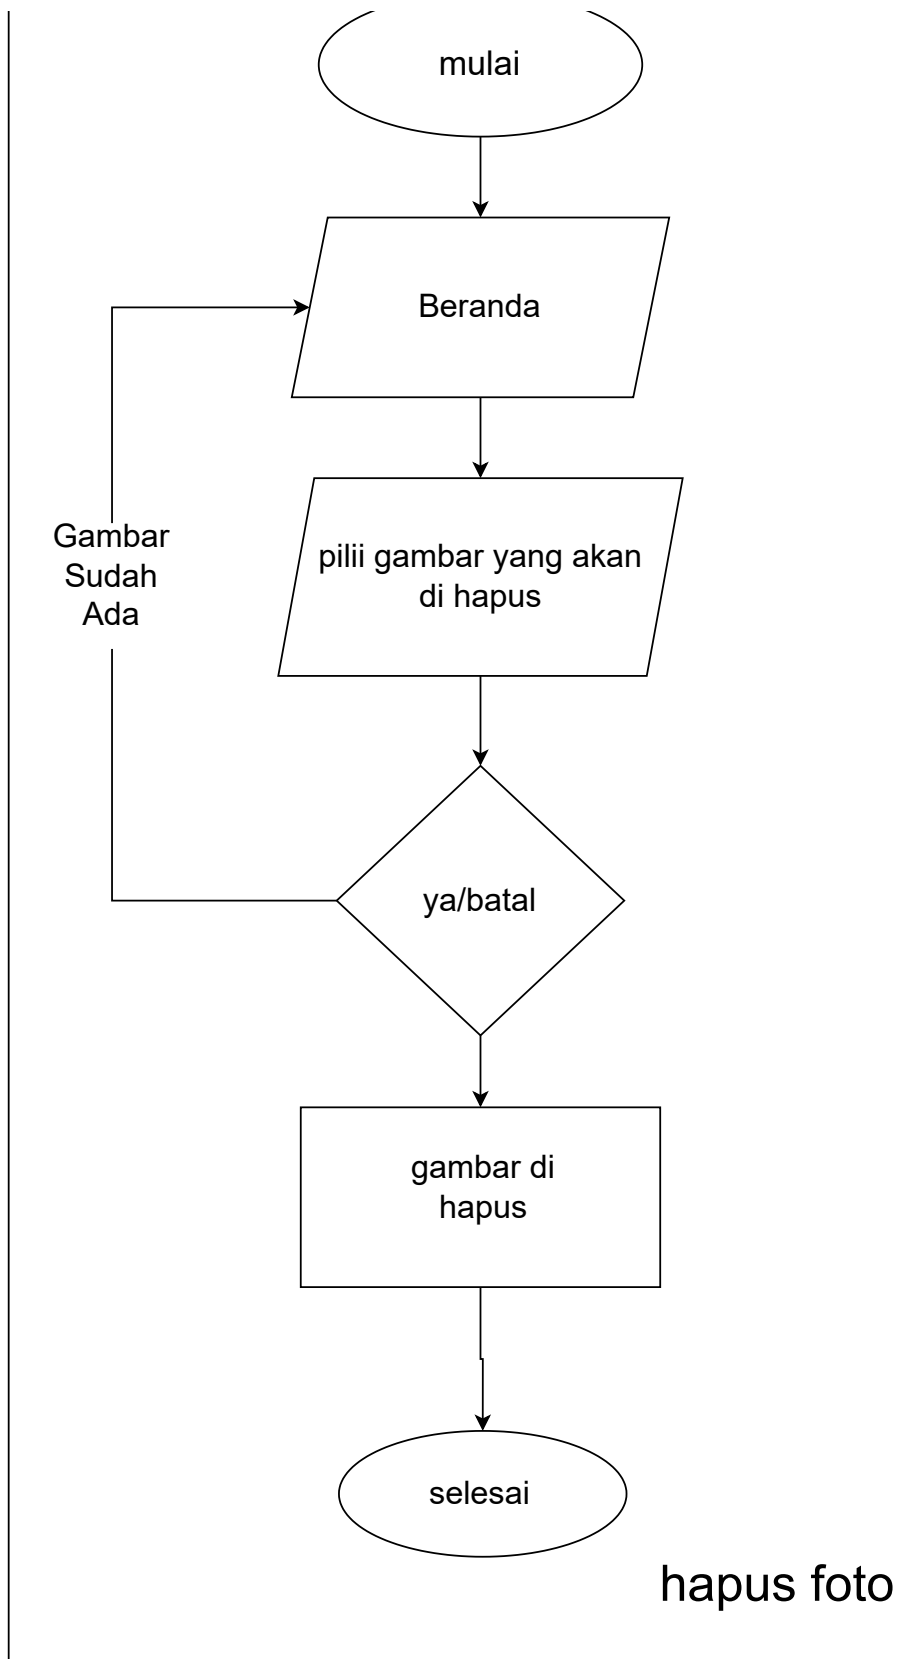 mulai
Beranda
Gambar
Sudah
Ada
pilii gambar yang akan
di hapus
ya/batal
gambar di
hapus
selesai
hapus foto